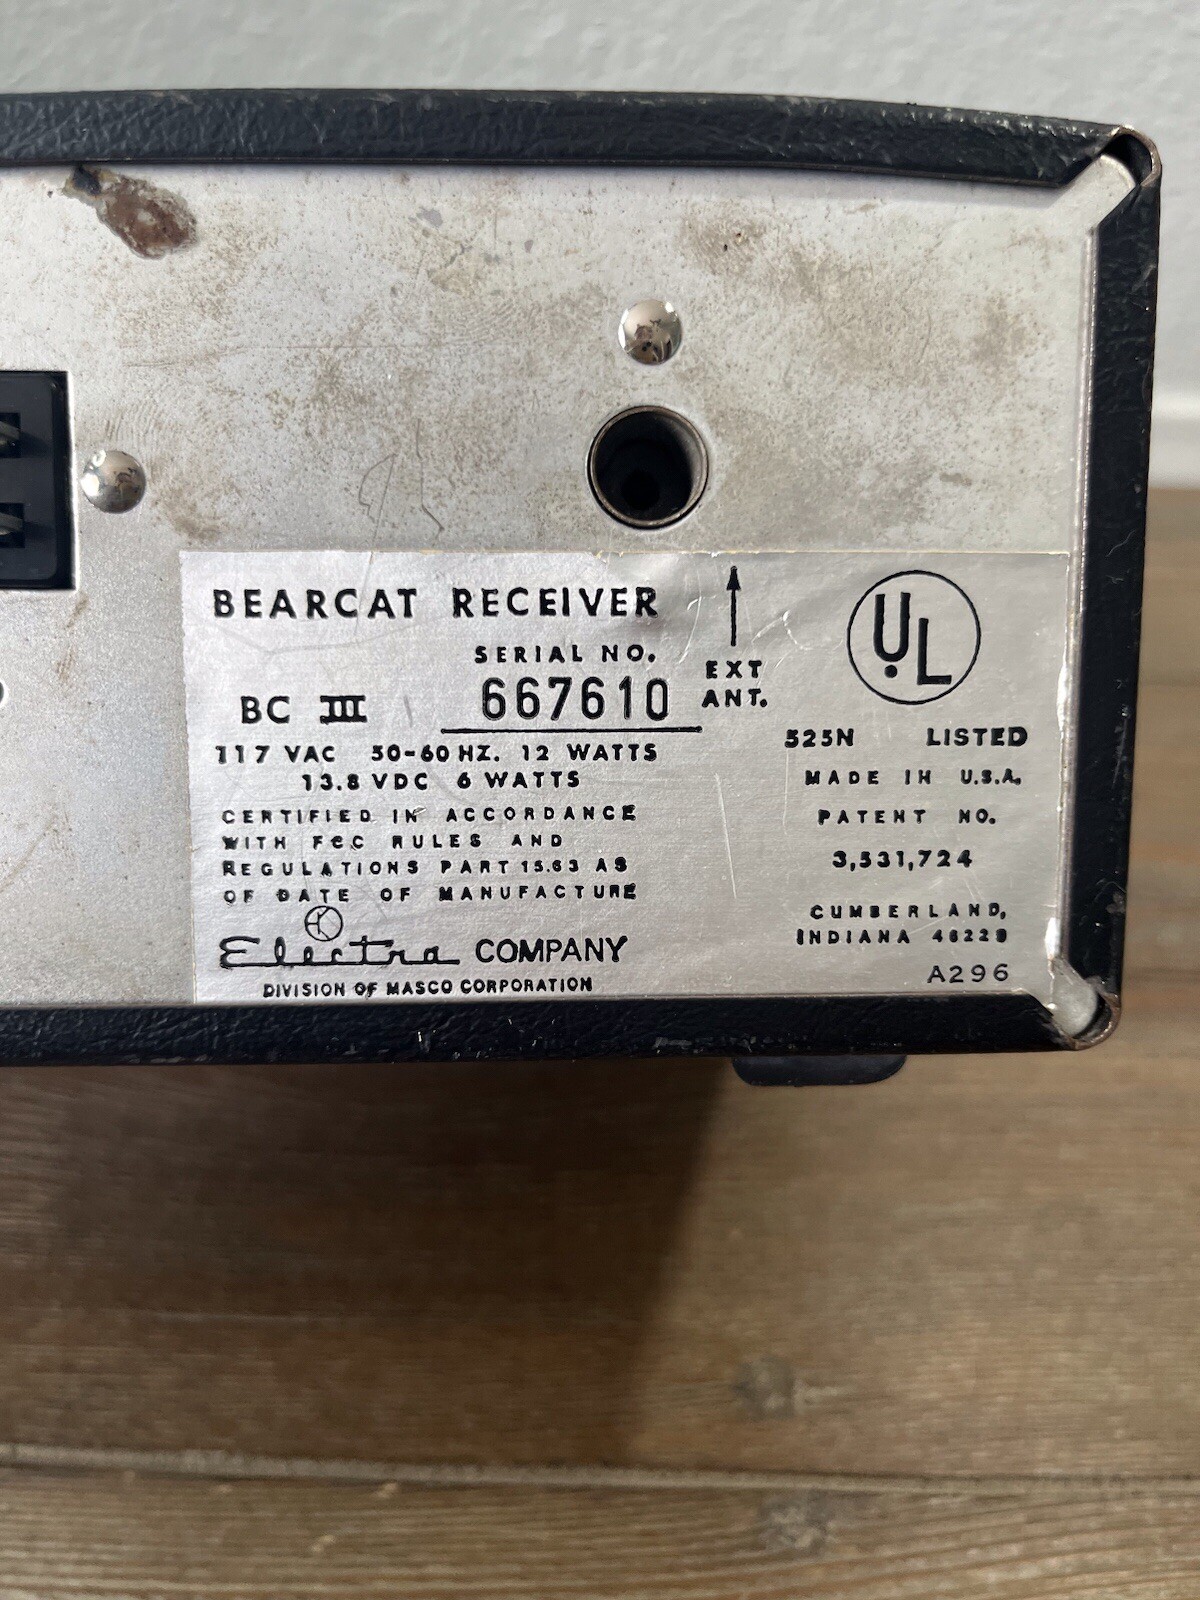 BEARCAT RECEIVER
SERIAL NO.
BC III 667610
EXT
ANT.
117 VAC 50-60 HZ. 12 WATTS
13.8 VDC 6 WATTS
CERTIFIED IN ACCORDANCE
WITH FCC RULES AND
REGULATIONS PART 15.63 AS
OF DATE OF MANUFACTURE
Electra COMPANY
DIVISION OF MASCO CORPORATION
UL
525N LISTED
MADE IN U.S.A.
PATENT NO.
3,531,724
CUMBERLAND,
INDIANA 46229
A296